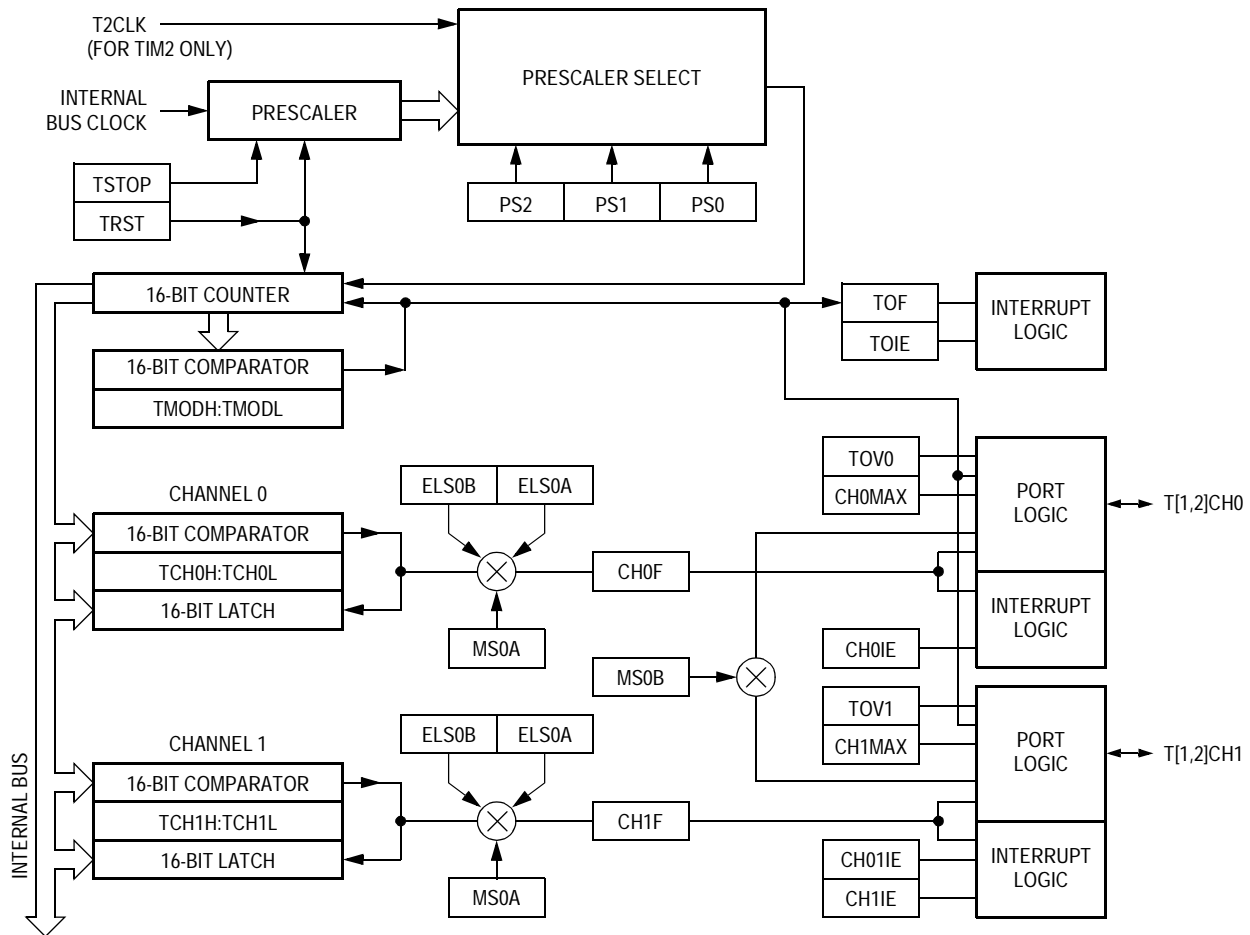 T2CLK
(FOR TIM2 ONLY)
PRESCALER SELECT
INTERNAL
BUS CLOCK
PRESCALER
TSTOP
TRST
PS2
PS1
PS0
16-BIT COUNTER
16-BIT COMPARATOR
TMODH:TMODL
TOF
TOIE
INTERRUPT
LOGIC
CHANNEL 0
16-BIT COMPARATOR
TCH0H:TCH0L
16-BIT LATCH
ELS0B
ELS0A
MS0A
CH0F
TOV0
CH0MAX
PORT
LOGIC
T[1,2]CH0
INTERRUPT
LOGIC
CH0IE
MS0B
CHANNEL 1
16-BIT COMPARATOR
TCH1H:TCH1L
16-BIT LATCH
ELS0B
ELS0A
MS0A
CH1F
TOV1
CH1MAX
PORT
LOGIC
T[1,2]CH1
INTERRUPT
LOGIC
CH01IE
CH1IE
INTERNAL BUS